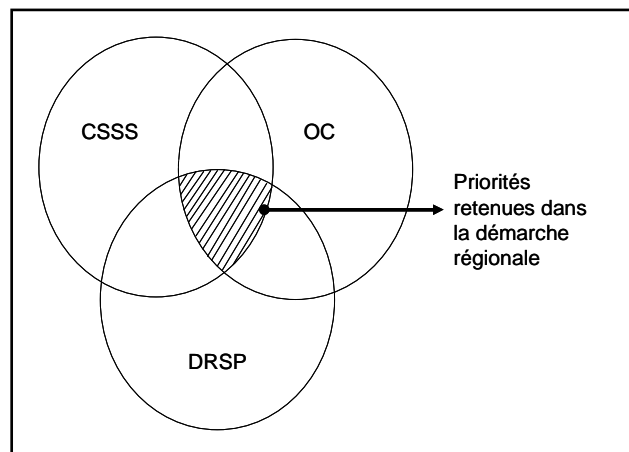 CSSS
OC
Priorités
retenues dans
la démarche
régionale
DRSP